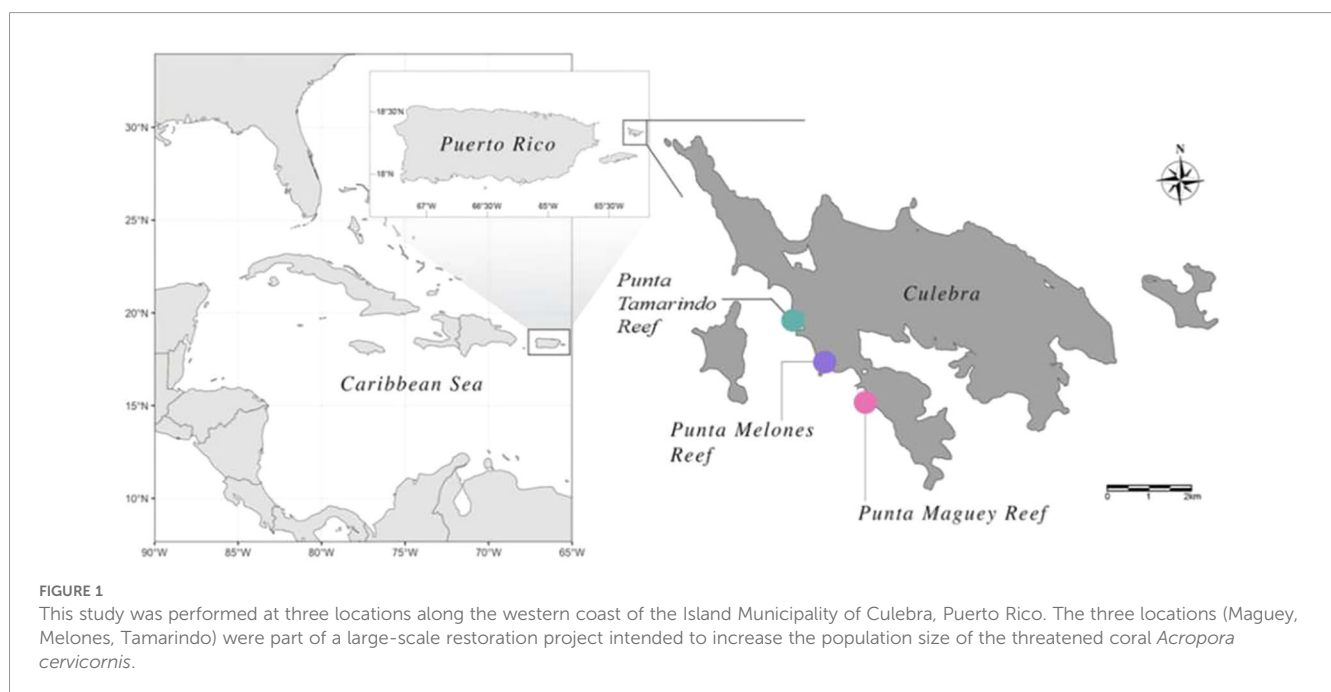 30°N
25°N
20°N
15°N
10°N
90°W
85°W
80°W
75°W
70°W
65°W
Caribbean Sea
18°30'N
18°N
Puerto Rico
67°W
66°30'W
65°W
65°30'W
N
Punta
Tamarindo
Reef
Culebra
Punta Melones
Reef
Punta Maguey Reef
0 1 2km
FIGURE 1
This study was performed at three locations along the western coast of the Island Municipality of Culebra, Puerto Rico. The three locations (Maguey,
Melones, Tamarindo) were part of a large-scale restoration project intended to increase the population size of the threatened coral Acropora
cervicornis.